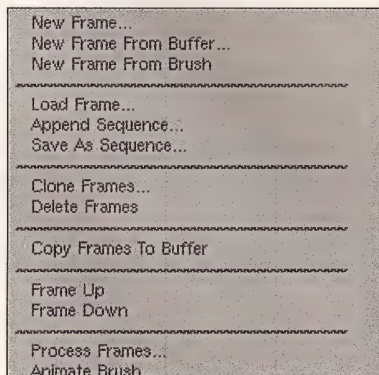 New Frame...
New Frame From Buffer...
New Frame From Brush
Load Frame...
Append Sequence...
Save As Sequence...
Clone Frames...
Delete Frames
Copy Frames To Buffer
Frame Up
Frame Down
Process Frames...
Animate Brush